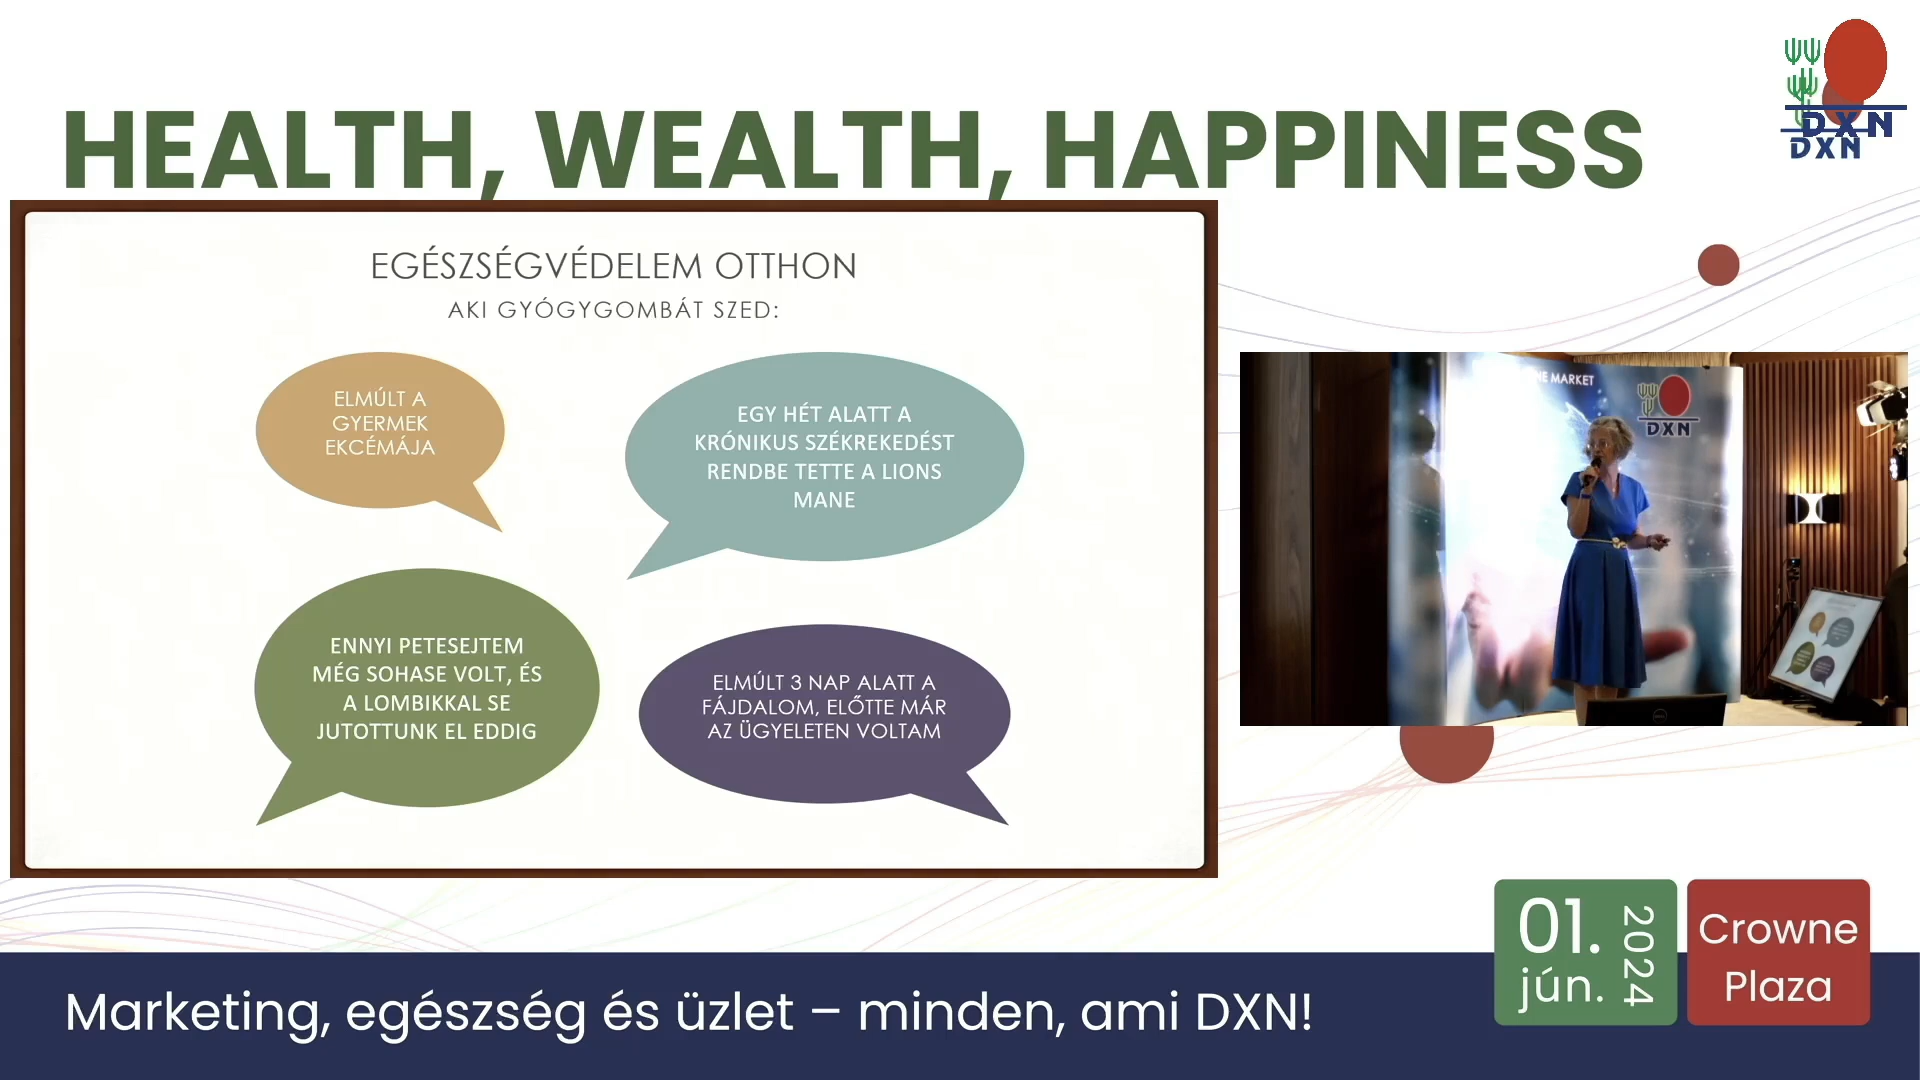 HEALTH, WEALTH, HAPPINESS
DXN
DXN
EGÉSZSÉGVÉDELEM OTTHON
AKI GYÓGYGOMBÁT SZED:
ELMÚLT A
GYERMEK
EKCÉMÁJA
EGY HÉT ALATT A
KRÓNIKUS SZÉKREKEDÉST
RENDBE TETTE A LIONS
MANE
ENNYI PETESEJTEM
MÉG SOHASE VOLT, ÉS
A LOMBIKKAL SE
JUTOTTUNK EL EDDIG
ELMÚLT 3 NAP ALATT A
FÁJDALOM, ELŐTTE MÁR
AZ ÜGYELETEN VOLTAM
MARKET
DXN
01.
jún.
2024
Crowne
Plaza
Marketing, egészség és üzlet – minden, ami DXN!